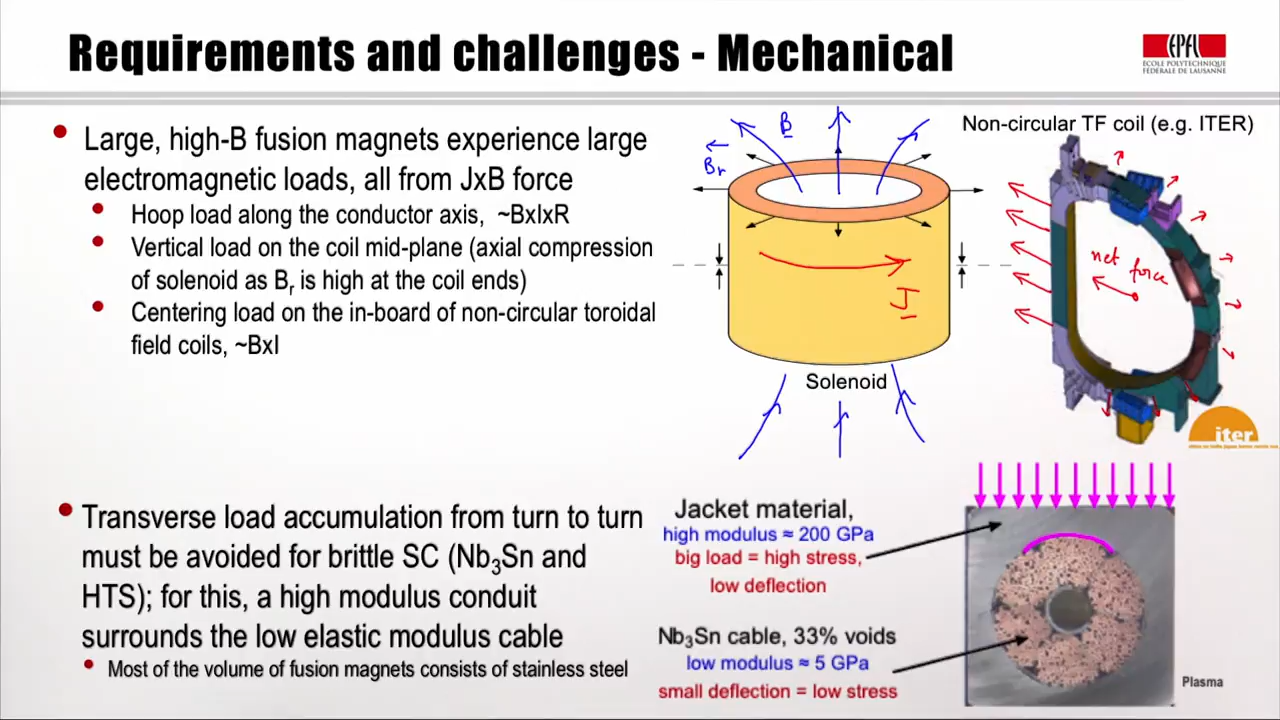 Requirements and challenges - Mechanical
EPFL
ECOLE POLYTECHNIQUE
FÉDÉRALE DE LAUSANNE
Large, high-B fusion magnets experience large
electromagnetic loads, all from JxB force
Hoop load along the conductor axis, ~BxIxR
Vertical load on the coil mid-plane (axial compression
of solenoid as Br is high at the coil ends)
Centering load on the in-board of non-circular toroidal
field coils, ~BxI
B
Br
J
Solenoid
Non-circular TF coil (e.g. ITER)
net force
iter
Transverse load accumulation from turn to turn
must be avoided for brittle SC (Nb3Sn and
HTS); for this, a high modulus conduit
surrounds the low elastic modulus cable
Most of the volume of fusion magnets consists of stainless steel
Jacket material,
high modulus ≈ 200 GPa
big load = high stress,
low deflection
Nb3Sn cable, 33% voids
low modulus ≈ 5 GPa
small deflection = low stress
Plasma